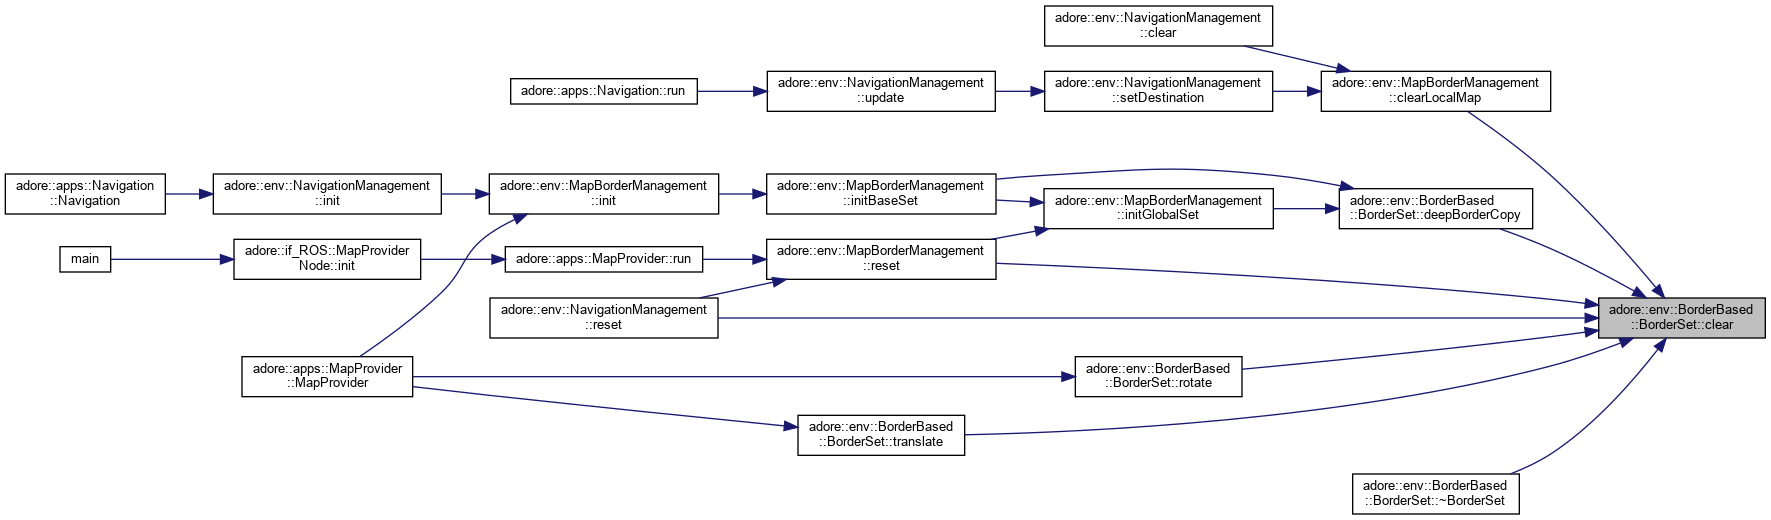 adore::env::NavigationManagement
::clear
adore::apps::Navigation::run
adore::env::NavigationManagement
::update
adore::env::NavigationManagement
::setDestination
adore::env::MapBorderManagement
::clearLocalMap
adore::apps::Navigation
::Navigation
adore::env::NavigationManagement
::init
adore::env::MapBorderManagement
::init
adore::env::MapBorderManagement
::initBaseSet
adore::env::MapBorderManagement
::initGlobalSet
adore::env::BorderBased
::BorderSet::deepBorderCopy
main
adore::if_ROS::MapProvider
Node::init
adore::apps::MapProvider::run
adore::env::MapBorderManagement
::reset
adore::env::NavigationManagement
::reset
adore::env::BorderBased
::BorderSet::clear
adore::apps::MapProvider
::MapProvider
adore::env::BorderBased
::BorderSet::rotate
adore::env::BorderBased
::BorderSet::translate
adore::env::BorderBased
::BorderSet::~BorderSet